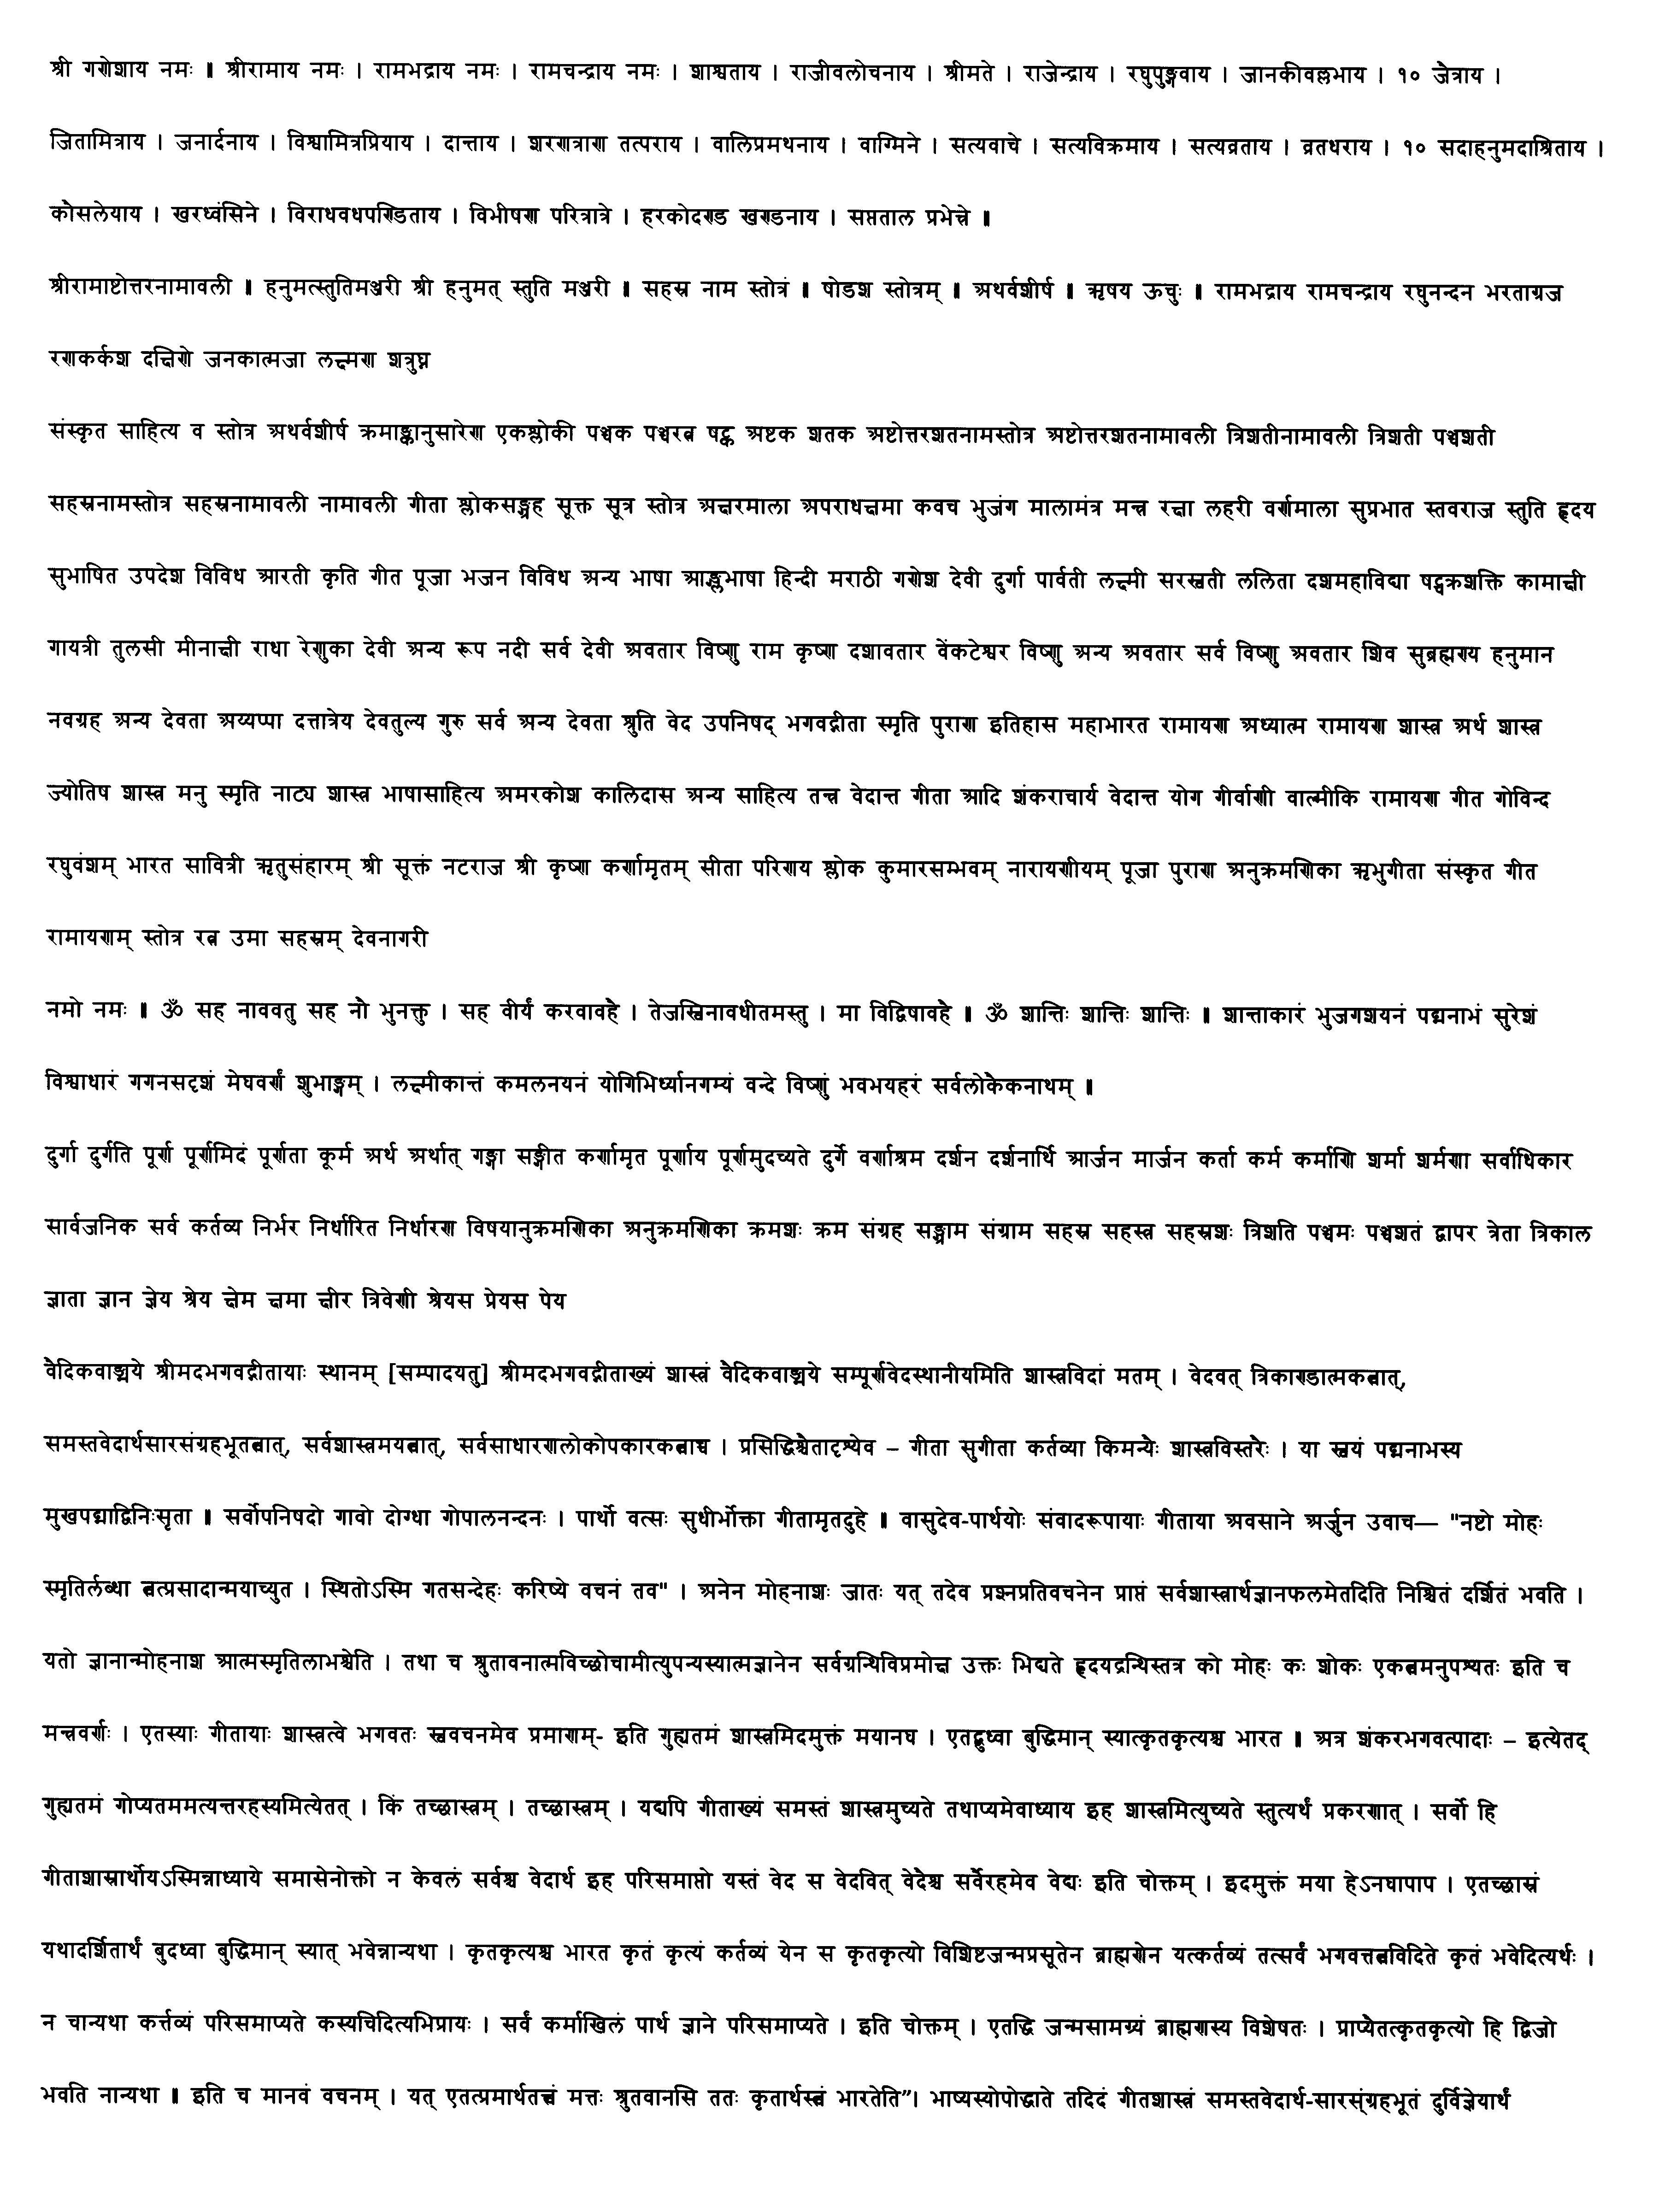 श्री गणेशाय नमः ॥ श्रीरामाय नमः । रामभद्राय नमः । रामचन्द्राय नमः । शाश्वताय । राजीवलोचनाय । श्रीमते । राजेन्द्राय । रघुपुङ्गवाय । जानकीवल्लभाय । १० जैत्राय ।
जितामित्राय । जनार्दनाय । विश्वामित्रप्रियाय । दान्ताय । शरणत्राण तत्पराय । वालिप्रमथनाय । वाग्मिने । सत्यवाचे । सत्यविक्रमाय । सत्यव्रताय । व्रतधराय । १० सदाहनुमदाश्रिताय ।
कौसलेयाय । खरध्वंसिने । विराधवधपण्डिताय । विभीषण परित्रात्रे । हरकोदण्ड खण्डनाय । सप्तताल प्रभेत्त्रे ॥
श्रीरामाष्टोत्तरनामावली ॥ हनुमत्स्तुतिमञ्जरी श्री हनुमत् स्तुति मञ्जरी ॥ सहस्र नाम स्तोत्रं ॥ षोडश स्तोत्रम् ॥ अथर्वशीर्ष ॥ ऋषय ऊचुः ॥ रामभद्राय रामचन्द्राय रघुनन्दन भरताग्रज
रणकर्कश दक्षिणे जनकात्मजा लक्ष्मण शत्रुघ्न
संस्कृत साहित्य व स्तोत्र अथर्वशीर्ष क्रमाङ्कानुसारेण एकश्लोकी पञ्चक पञ्चरत्न षट्क अष्टक शतक अष्टोत्तरशतनामस्तोत्र अष्टोत्तरशतनामावली त्रिशतीनामावली त्रिशती पञ्चशती
सहस्रनामस्तोत्र सहस्रनामावली नामावली गीता श्लोकसङ्ग्रह सूक्त सूत्र स्तोत्र अक्षरमाला अपराधक्षमा कवच भुजंग मालामंत्र मन्त्र रक्षा लहरी वर्णमाला सुप्रभात स्तवराज स्तुति हृदय
सुभाषित उपदेश विविध आरती कृति गीत पूजा भजन विविध अन्य भाषा आङ्ग्लभाषा हिन्दी मराठी गणेश देवी दुर्गा पार्वती लक्ष्मी सरस्वती ललिता दशमहाविद्या षट्चक्रशक्ति कामाक्षी
गायत्री तुलसी मीनाक्षी राधा रेणुका देवी अन्य रूप नदी सर्व देवी अवतार विष्णु राम कृष्ण दशावतार वेंकटेश्वर विष्णु अन्य अवतार सर्व विष्णु अवतार शिव सुब्रह्मण्य हनुमान
नवग्रह अन्य देवता अय्यप्पा दत्तात्रेय देवतुल्य गुरु सर्व अन्य देवता श्रुति वेद उपनिषद् भगवद्गीता स्मृति पुराण इतिहास महाभारत रामायण अध्यात्म रामायण शास्त्र अर्थ शास्त्र
ज्योतिष शास्त्र मनु स्मृति नाट्य शास्त्र भाषासाहित्य अमरकोश कालिदास अन्य साहित्य तन्त्र वेदान्त गीता आदि शंकराचार्य वेदान्त योग गीर्वाणी वाल्मीकि रामायण गीत गोविन्द
रघुवंशम् भारत सावित्री ऋतुसंहारम् श्री सूक्तं नटराज श्री कृष्ण कर्णामृतम् सीता परिणय श्लोक कुमारसम्भवम् नारायणीयम् पूजा पुराण अनुक्रमणिका ऋभुगीता संस्कृत गीत
रामायणम् स्तोत्र रत्न उमा सहस्रम् देवनागरी
नमो नमः ॥ ॐ सह नाववतु सह नौ भुनक्तु । सह वीर्यं करवावहै । तेजस्विनावधीतमस्तु । मा विद्विषावहै ॥ ॐ शान्तिः शान्तिः शान्तिः ॥ शान्ताकारं भुजगशयनं पद्मनाभं सुरेशं
विश्वाधारं गगनसदृशं मेघवर्णं शुभाङ्गम् । लक्ष्मीकान्तं कमलनयनं योगिभिर्ध्यानगम्यं वन्दे विष्णुं भवभयहरं सर्वलोकैकनाथम् ॥
दुर्गा दुर्गति पूर्ण पूर्णमिदं पूर्णता कूर्म अर्थ अर्थात् गङ्गा सङ्गीत कर्णामृत पूर्णाय पूर्णमुदच्यते दुर्गे वर्णाश्रम दर्शन दर्शनार्थि आर्जन मार्जन कर्ता कर्म कर्माणि शर्मा शर्मणा सर्वाधिकार
सार्वजनिक सर्व कर्तव्य निर्भर निर्धारित निर्धारण विषयानुक्रमणिका अनुक्रमणिका क्रमशः क्रम संग्रह सङ्ग्राम संग्राम सहस्र सहस्त्र सहस्रशः त्रिशति पञ्चमः पञ्चशतं द्वापर त्रेता त्रिकाल
ज्ञाता ज्ञान ज्ञेय श्रेय क्षेम क्षमा क्षीर त्रिवेणी श्रेयस प्रेयस पेय
वैदिकवाङ्मये श्रीमदभगवद्गीतायाः स्थानम् [सम्पादयतु] श्रीमदभगवद्गीताख्यं शास्त्रं वैदिकवाङ्मये सम्पूर्णवेदस्थानीयमिति शास्त्रविदां मतम् । वेदवत् त्रिकाण्डात्मकत्वात्,
समस्तवेदार्थसारसंग्रहभूतत्वात्, सर्वशास्त्रमयत्वात्, सर्वसाधारणलोकोपकारकत्वाच्च । प्रसिद्धिश्चैतादृश्येव – गीता सुगीता कर्तव्या किमन्यैः शास्त्रविस्तरैः । या स्वयं पद्मनाभस्य
मुखपद्माद्विनिःसृता ॥ सर्वोपनिषदो गावो दोग्धा गोपालनन्दनः । पार्थो वत्सः सुधीर्भोक्ता गीतामृतदुहे ॥ वासुदेव-पार्थयोः संवादरूपायाः गीताया अवसाने अर्जुन उवाच— "नष्टो मोहः
स्मृतिर्लब्धा त्वत्प्रसादान्मयाच्युत । स्थितोऽस्मि गतसन्देहः करिष्ये वचनं तव" । अनेन मोहनाशः जातः यत् तदेव प्रश्नप्रतिवचनेन प्राप्तं सर्वशास्त्रार्थज्ञानफलमेतदिति निश्चितं दर्शितं भवति ।
यतो ज्ञानान्मोहनाश आत्मस्मृतिलाभश्चेति । तथा च श्रुतावनात्मविच्छोचामीत्युपन्यस्यात्मज्ञानेन सर्वग्रन्थिविप्रमोक्ष उक्तः भिद्यते हृदयद्रन्थिस्तत्र को मोहः कः शोकः एकत्वमनुपश्यतः इति च
मन्त्रवर्णः । एतस्याः गीतायाः शास्त्रत्वे भगवतः स्ववचनमेव प्रमाणम्- इति गुह्यतमं शास्त्रमिदमुक्तं मयानघ । एतद्बुध्वा बुद्धिमान् स्यात्कृतकृत्यश्च भारत ॥ अत्र शंकरभगवत्पादाः – इत्येतद्
गुह्यतमं गोप्यतममत्यन्तरहस्यमित्येतत् । किं तच्छास्त्रम् । तच्छास्त्रम् । यद्यपि गीताख्यं समस्तं शास्त्रमुच्यते तथाप्यमेवाध्याय इह शास्त्रमित्युच्यते स्तुत्यर्थं प्रकरणात् । सर्वो हि
गीताशास्रार्थोयऽस्मिन्नाध्याये समासेनोक्तो न केवलं सर्वश्च वेदार्थ इह परिसमाप्तो यस्तं वेद स वेदवित् वेदैश्च सर्वैरहमेव वेद्यः इति चोक्तम् । इदमुक्तं मया हेऽनघापाप । एतच्छास्रं
यथादर्शितार्थं बुदध्वा बुद्धिमान् स्यात् भवेन्नान्यथा । कृतकृत्यश्च भारत कृतं कृत्यं कर्तव्यं येन स कृतकृत्यो विशिष्टजन्मप्रसूतेन ब्राह्मणेन यत्कर्तव्यं तत्सर्वं भगवत्तत्वविदिते कृतं भवेदित्यर्थः ।
न चान्यथा कर्त्तव्यं परिसमाप्यते कस्यचिदित्यभिप्रायः । सर्वं कर्माखिलं पार्थ ज्ञाने परिसमाप्यते । इति चोक्तम् । एतद्धि जन्मसामग्र्यं ब्राह्मणस्य विशेषतः । प्राप्यैतत्कृतकृत्यो हि द्विजो
भवति नान्यथा ॥ इति च मानवं वचनम् । यत् एतत्प्रमार्थतत्त्वं मत्तः श्रुतवानसि ततः कृतार्थस्त्वं भारतेति”। भाष्यस्योपोद्धाते तदिदं गीतशास्त्रं समस्तवेदार्थ-सारस्ंग्रहभूतं दुर्विज्ञेयार्थं